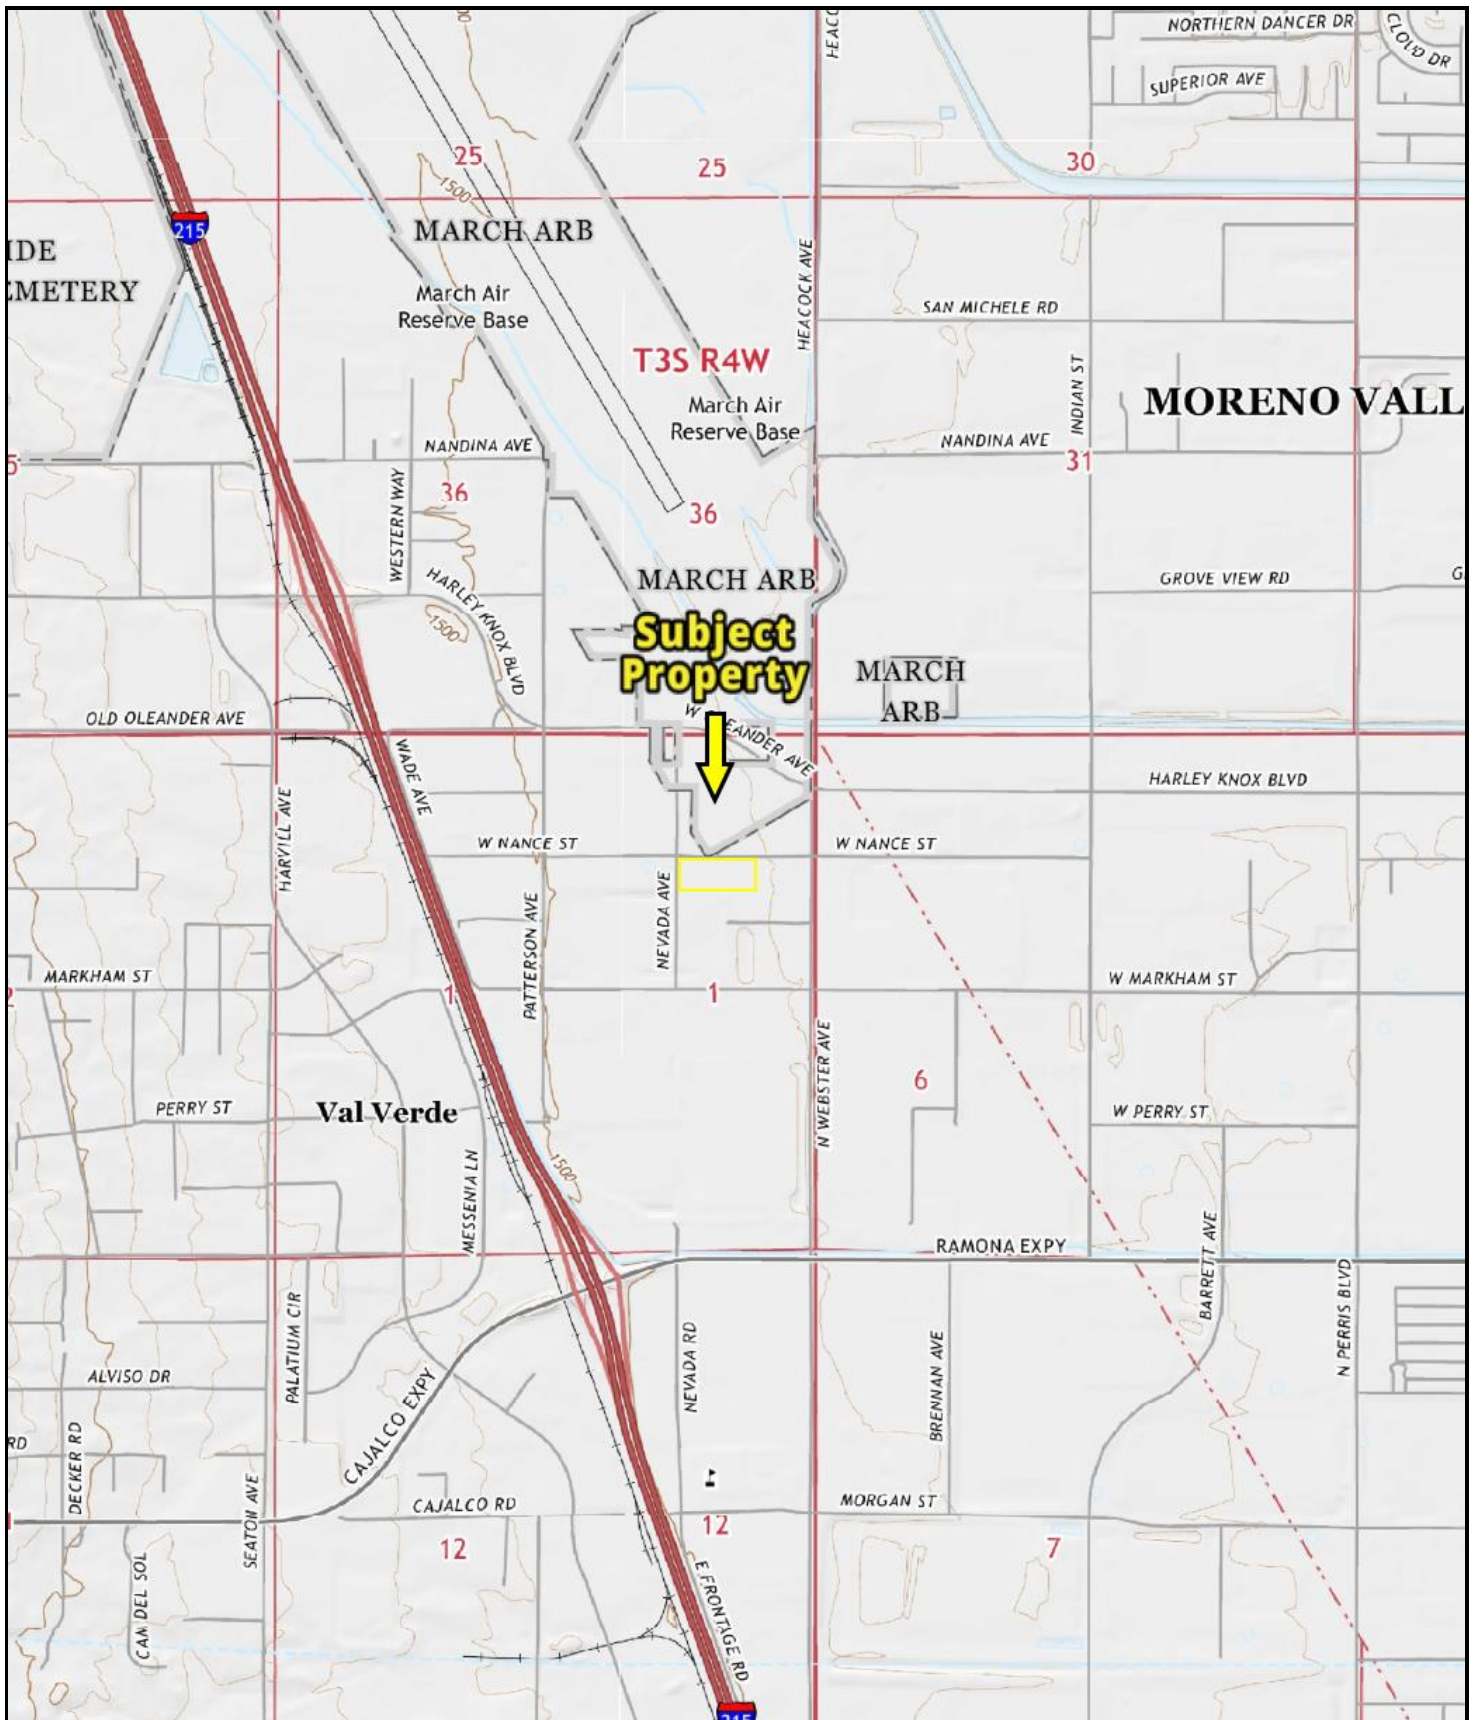 NORTHERN DANCER DR
CLOUD DR
SUPERIOR AVE
25
25
30
1500
215
MARCH ARB
IDE
EMETERY
HEACOCK AVE
March Air
Reserve Base
SAN MICHELE RD
T3S R4W
INDIAN ST
MORENO VALL
March Air
Reserve Base
NANDINA AVE
NANDINA AVE
31
36
36
WESTERN WAY
MARCH ARB
GROVE VIEW RD
HARLEY KNOX BLVD
1500
Subject
Property
MARCH
ARB
OLD OLEANDER AVE
WADE AVE
HARLEY KNOX BLVD
HARVILL AVE
W NANCE ST
W NANCE ST
NEVADA AVE
PATTERSON AVE
MARKHAM ST
W MARKHAM ST
1
1
N WEBSTER AVE
6
PERRY ST
Val Verde
W PERRY ST
MESSENIA LN
1500
RAMONA EXPY
BARRETT AVE
N PERRIS BLVD
PALATIUM CIR
NEVADA RD
BRENNAN AVE
ALVISO DR
CAJALCO EXPY
RD
DECKER RD
SEATON AVE
CAJALCO RD
MORGAN ST
12
12
7
CAM DEL SOL
E FRONTAGE RD
215